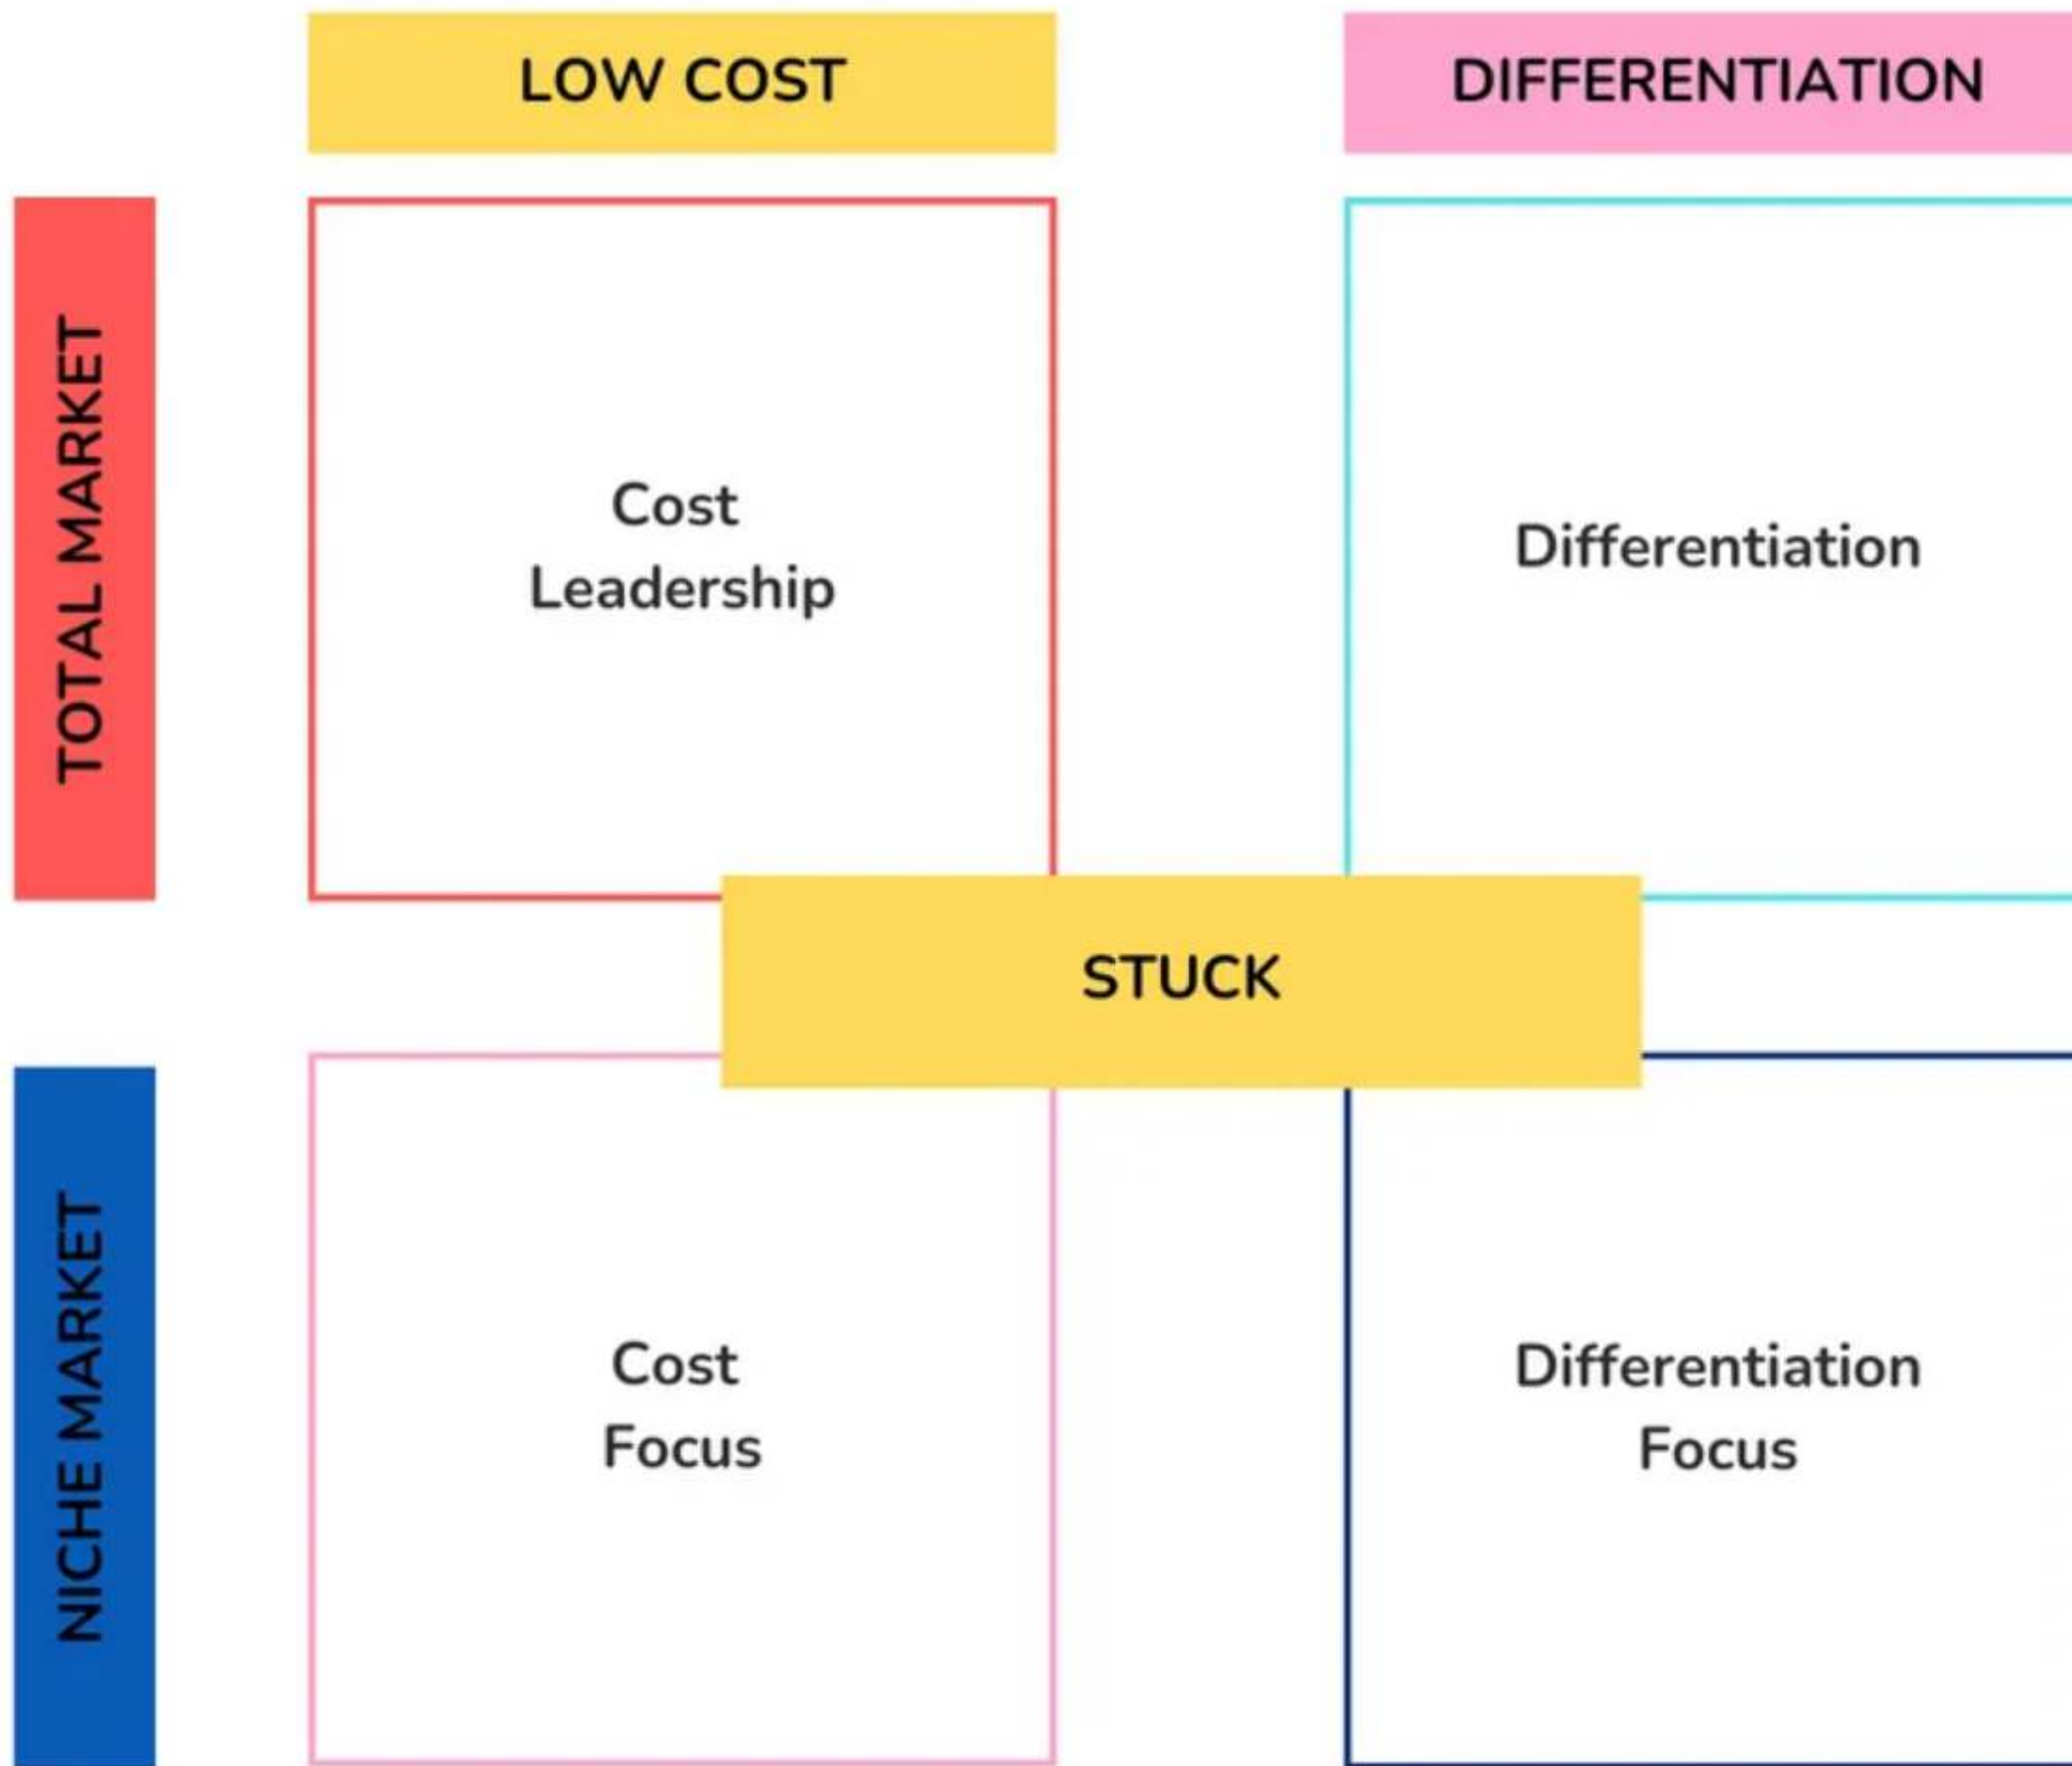 LOW COST
DIFFERENTIATION
TOTAL MARKET
Cost
Leadership
Differentiation
STUCK
NICHE MARKET
Cost
Focus
Differentiation
Focus